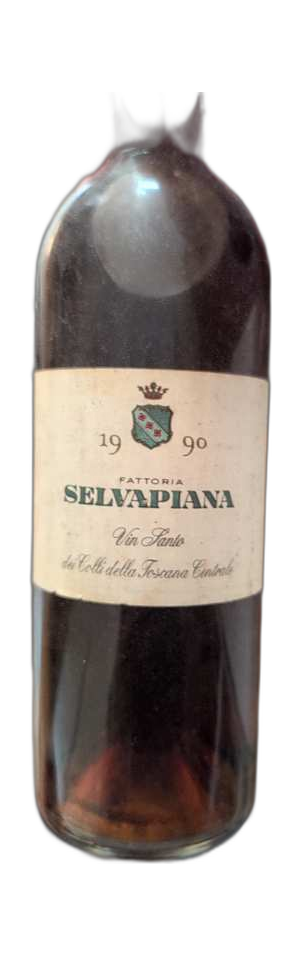 19 90
FATTORIA
SELVAPIANA
Vin Santo
dei Colli della Toscana Centrale